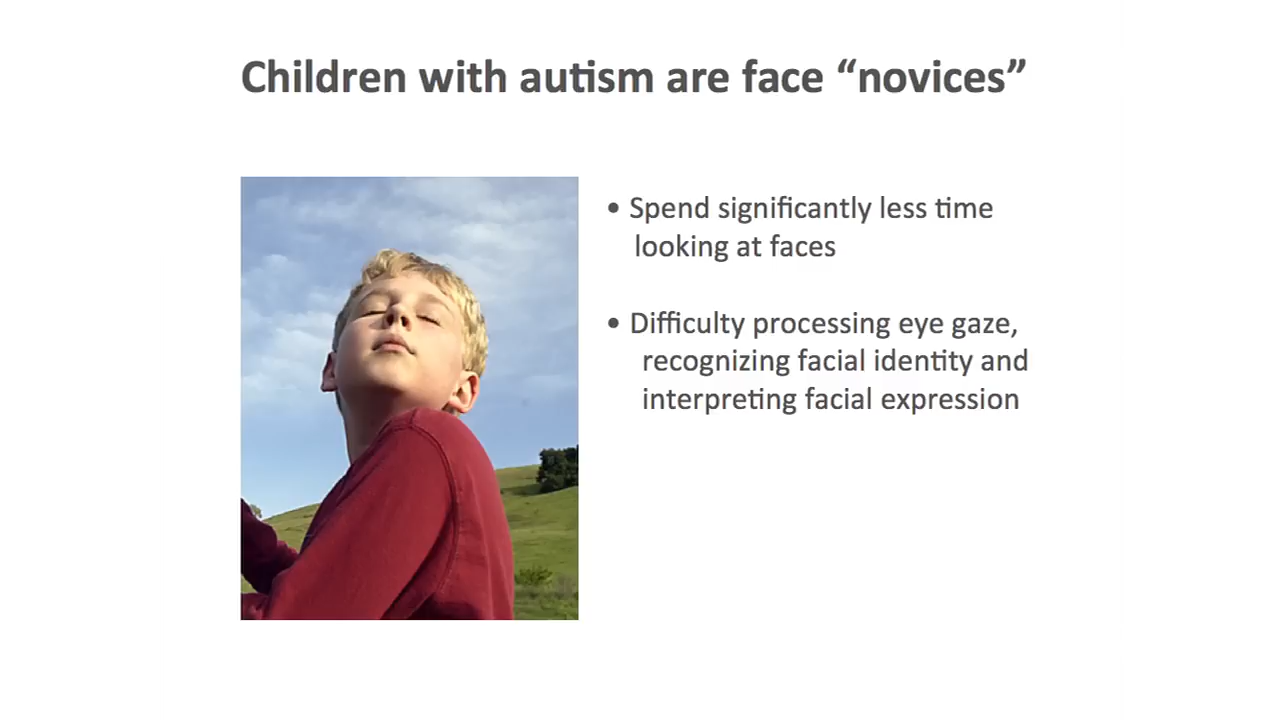 Children with autism are face “novices”
• Spend significantly less time
looking at faces
• Difficulty processing eye gaze,
recognizing facial identity and
interpreting facial expression